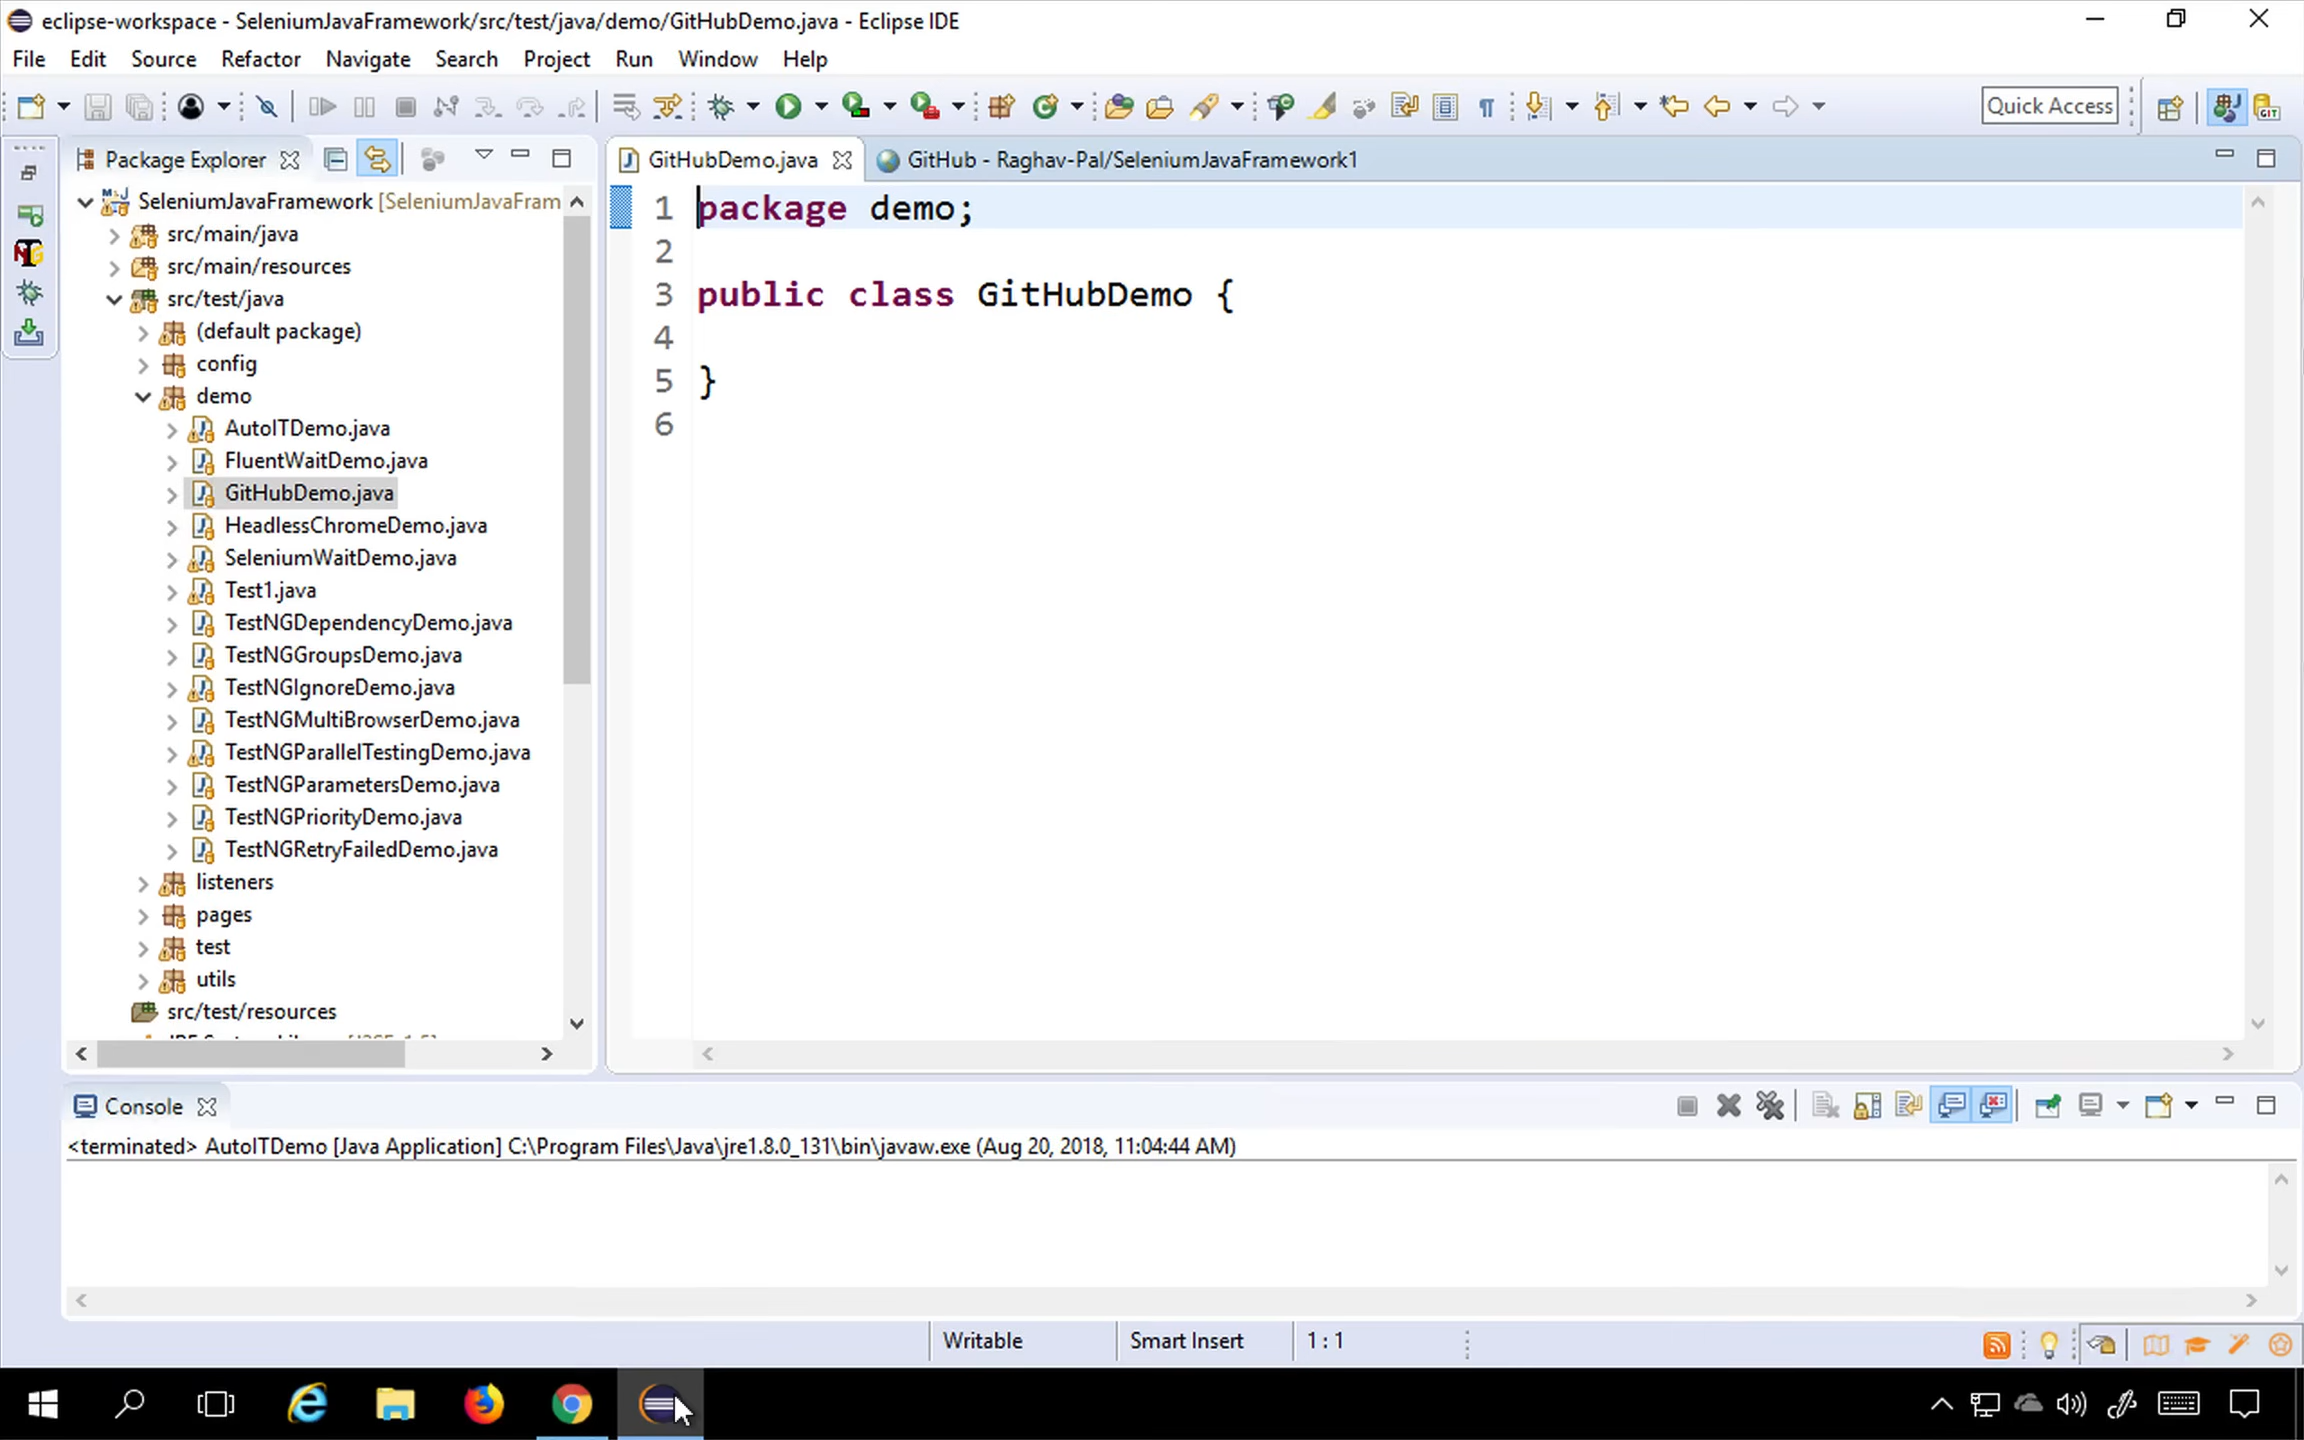 eclipse-workspace - SeleniumJavaFramework/src/test/java/demo/GitHubDemo.java - Eclipse IDE
File Edit Source Refactor Navigate Search Project Run Window Help
Quick Access
Package Explorer
GitHubDemo.java
GitHub - Raghav-Pal/SeleniumJavaFramework1
SeleniumJavaFramework [SeleniumJavaFram
src/main/java
src/main/resources
src/test/java
(default package)
config
demo
AutoITDemo.java
FluentWaitDemo.java
GitHubDemo.java
HeadlessChromeDemo.java
SeleniumWaitDemo.java
Test1.java
TestNGDependencyDemo.java
TestNGGroupsDemo.java
TestNGIgnoreDemo.java
TestNGMultiBrowserDemo.java
TestNGParallelTestingDemo.java
TestNGParametersDemo.java
TestNGPriorityDemo.java
TestNGRetryFailedDemo.java
listeners
pages
test
utils
src/test/resources
1 package demo;
2
3 public class GitHubDemo {
4
5 }
6
Console
<terminated> AutoITDemo [Java Application] C:\Program Files\Java\jre1.8.0_131\bin\javaw.exe (Aug 20, 2018, 11:04:44 AM)
Writable Smart Insert 1 : 1